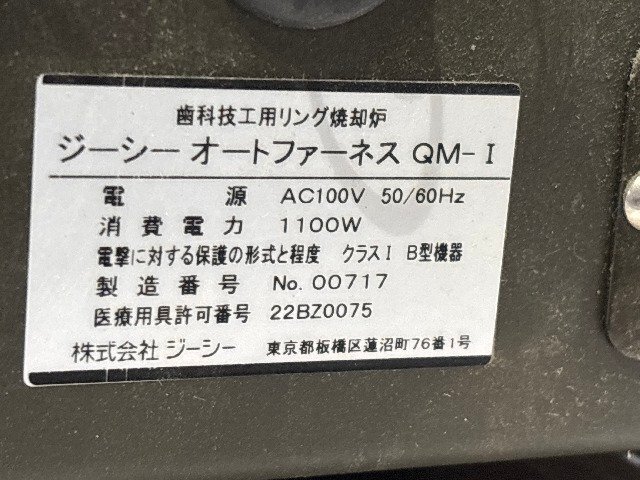 歯科技工用リング焼却炉
ジーシー オートファーネス QM-I
電源 AC100V 50/60Hz
消費電力 1100W
電撃に対する保護の形式と程度 クラスI B型機器
製造番号 No.00717
医療用具許可番号 22BZ0075
株式会社 ジーシー 東京都板橋区蓮沼町76番1号